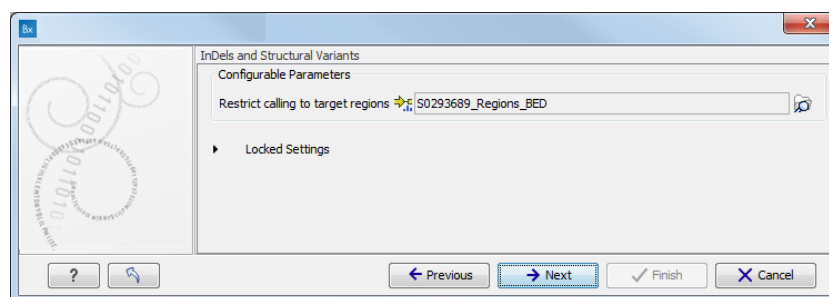 Bx
InDels and Structural Variants
Configurable Parameters
Restrict calling to target regions S0293689_Regions_BED
Locked Settings
? Previous Next Finish Cancel